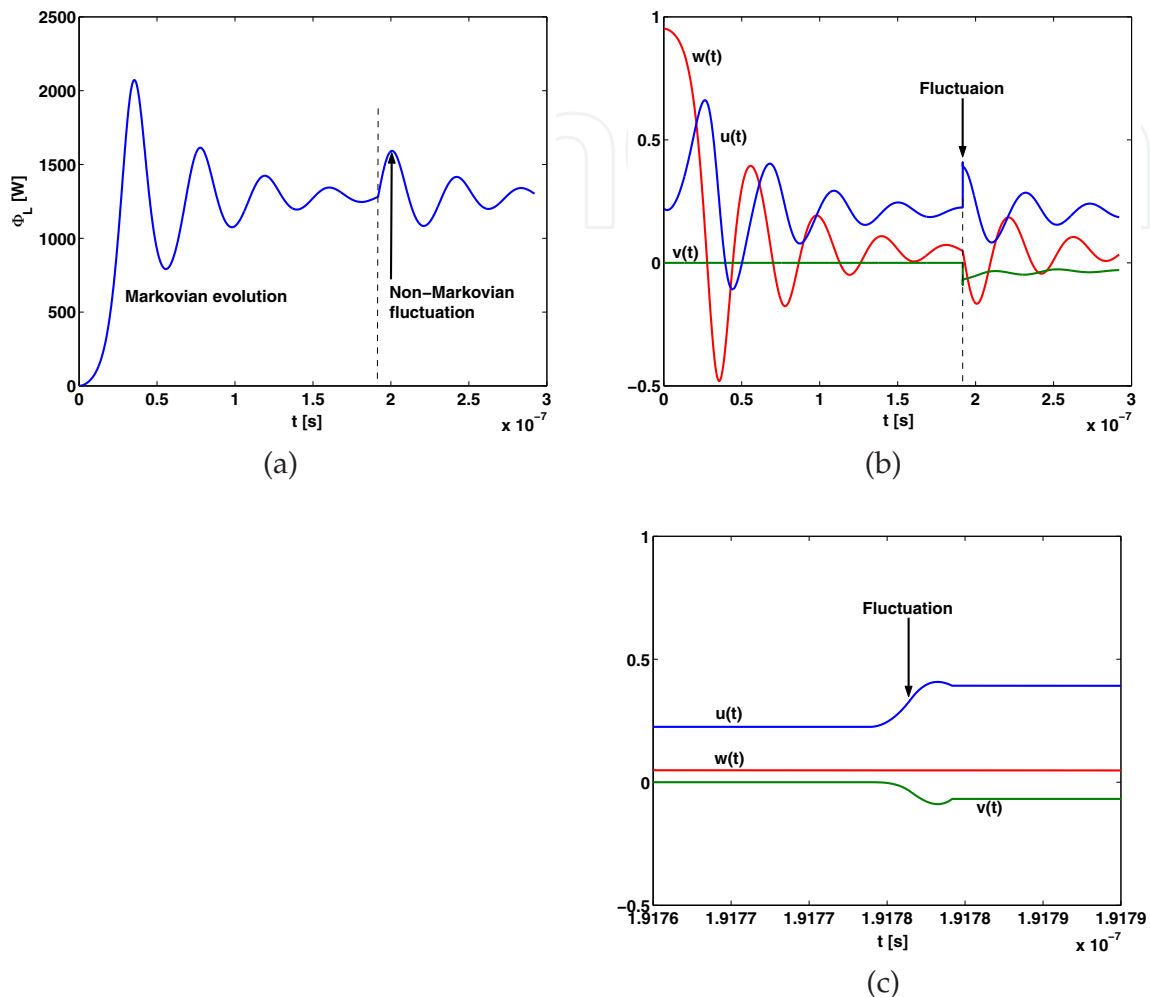 2500
2000
1500
1000
500
0
Φ_L [W]
Markovian evolution
Non−Markovian
fluctuation
0 0.5 1 1.5 2 2.5 3
t [s]
x 10⁻⁷
(a)
1
0.5
0
−0.5
w(t)
u(t)
v(t)
Fluctuaion
0 0.5 1 1.5 2 2.5 3
t [s]
x 10⁻⁷
(b)
1
0.5
0
−0.5
Fluctuation
u(t)
w(t)
v(t)
1.9176 1.9177 1.9177 1.9178 1.9178 1.9179 1.9179
t [s]
x 10⁻⁷
(c)